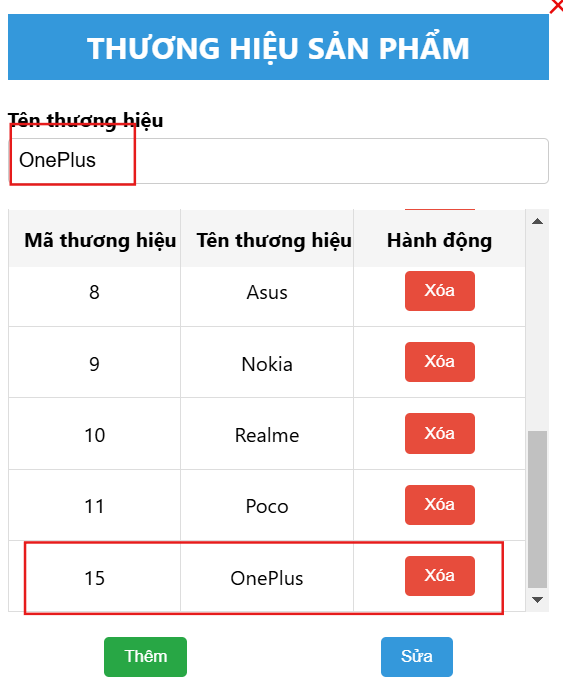 THƯƠNG HIỆU SẢN PHẨM
Tên thương hiệu
OnePlus
Mã thương hiệu Tên thương hiệu Hành động
8 Asus Xóa
9 Nokia Xóa
10 Realme Xóa
11 Poco Xóa
15 OnePlus Xóa
Thêm Sửa